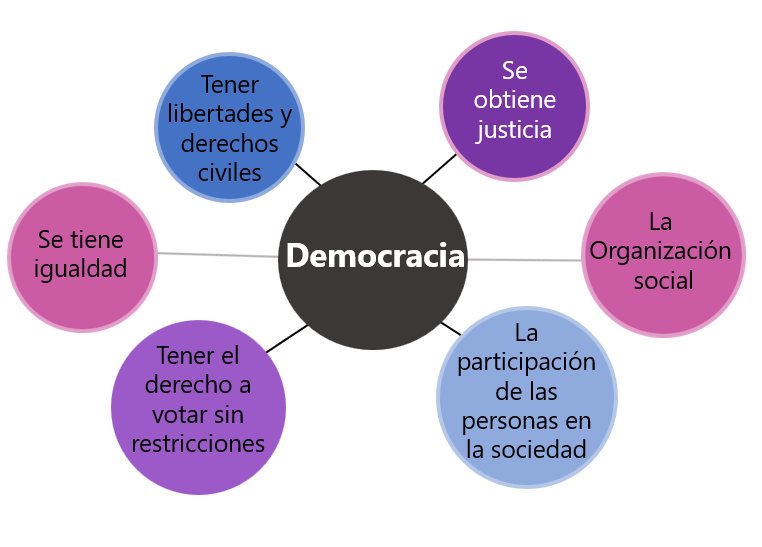 Tener
libertades y
derechos
civiles
Se
obtiene
justicia
Se tiene
igualdad
Democracia
La
Organización
social
Tener el
derecho a
votar sin
restricciones
La
participación
de las
personas en
la sociedad